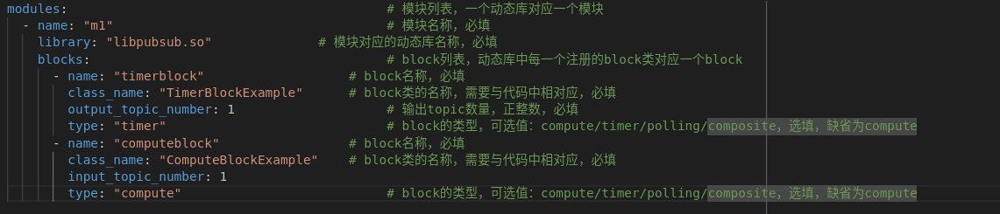 modules: # 模块列表，一个动态库对应一个模块
- name: "m1" # 模块名称，必填
library: "libpubsub.so" # 模块对应的动态库名称，必填
blocks: # block列表，动态库中每一个注册的block类对应一个block
- name: "timerblock" # block名称，必填
class_name: "TimerBlockExample" # block类的名称，需要与代码中相对应，必填
output_topic_number: 1 # 输出topic数量，正整数，必填
type: "timer" # block的类型，可选值：compute/timer/polling/composite，选填，缺省为compute
- name: "computeblock" # block名称，必填
class_name: "ComputeBlockExample" # block类的名称，需要与代码中相对应，必填
input_topic_number: 1
type: "compute" # block的类型，可选值：compute/timer/polling/composite，选填，缺省为compute